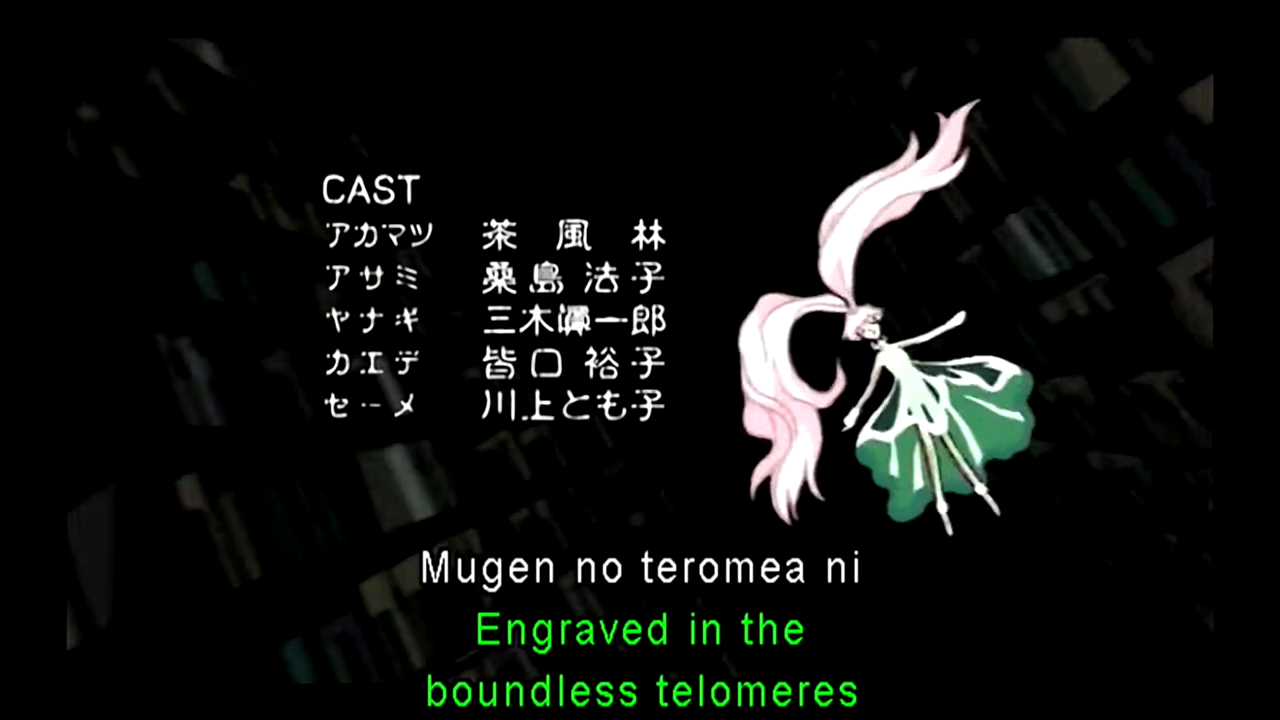 CAST
アカマツ 茶風林
アサミ 桑島法子
ヤナギ 三木眞一郎
カエデ 皆口裕子
セーメ 川上とも子
Mugen no teromea ni
Engraved in the
boundless telomeres